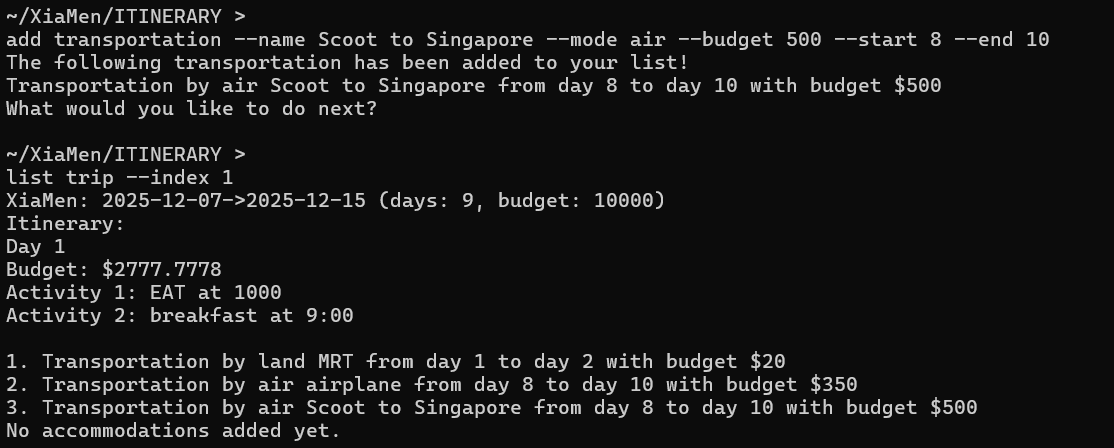 ~/XiaMen/ITINERARY >
add transportation --name Scoot to Singapore --mode air --budget 500 --start 8 --end 10
The following transportation has been added to your list!
Transportation by air Scoot to Singapore from day 8 to day 10 with budget $500
What would you like to do next?

~/XiaMen/ITINERARY >
list trip --index 1
XiaMen: 2025-12-07->2025-12-15 (days: 9, budget: 10000)
Itinerary:
Day 1
Budget: $2777.7778
Activity 1: EAT at 1000
Activity 2: breakfast at 9:00

1. Transportation by land MRT from day 1 to day 2 with budget $20
2. Transportation by air airplane from day 8 to day 10 with budget $350
3. Transportation by air Scoot to Singapore from day 8 to day 10 with budget $500
No accommodations added yet.